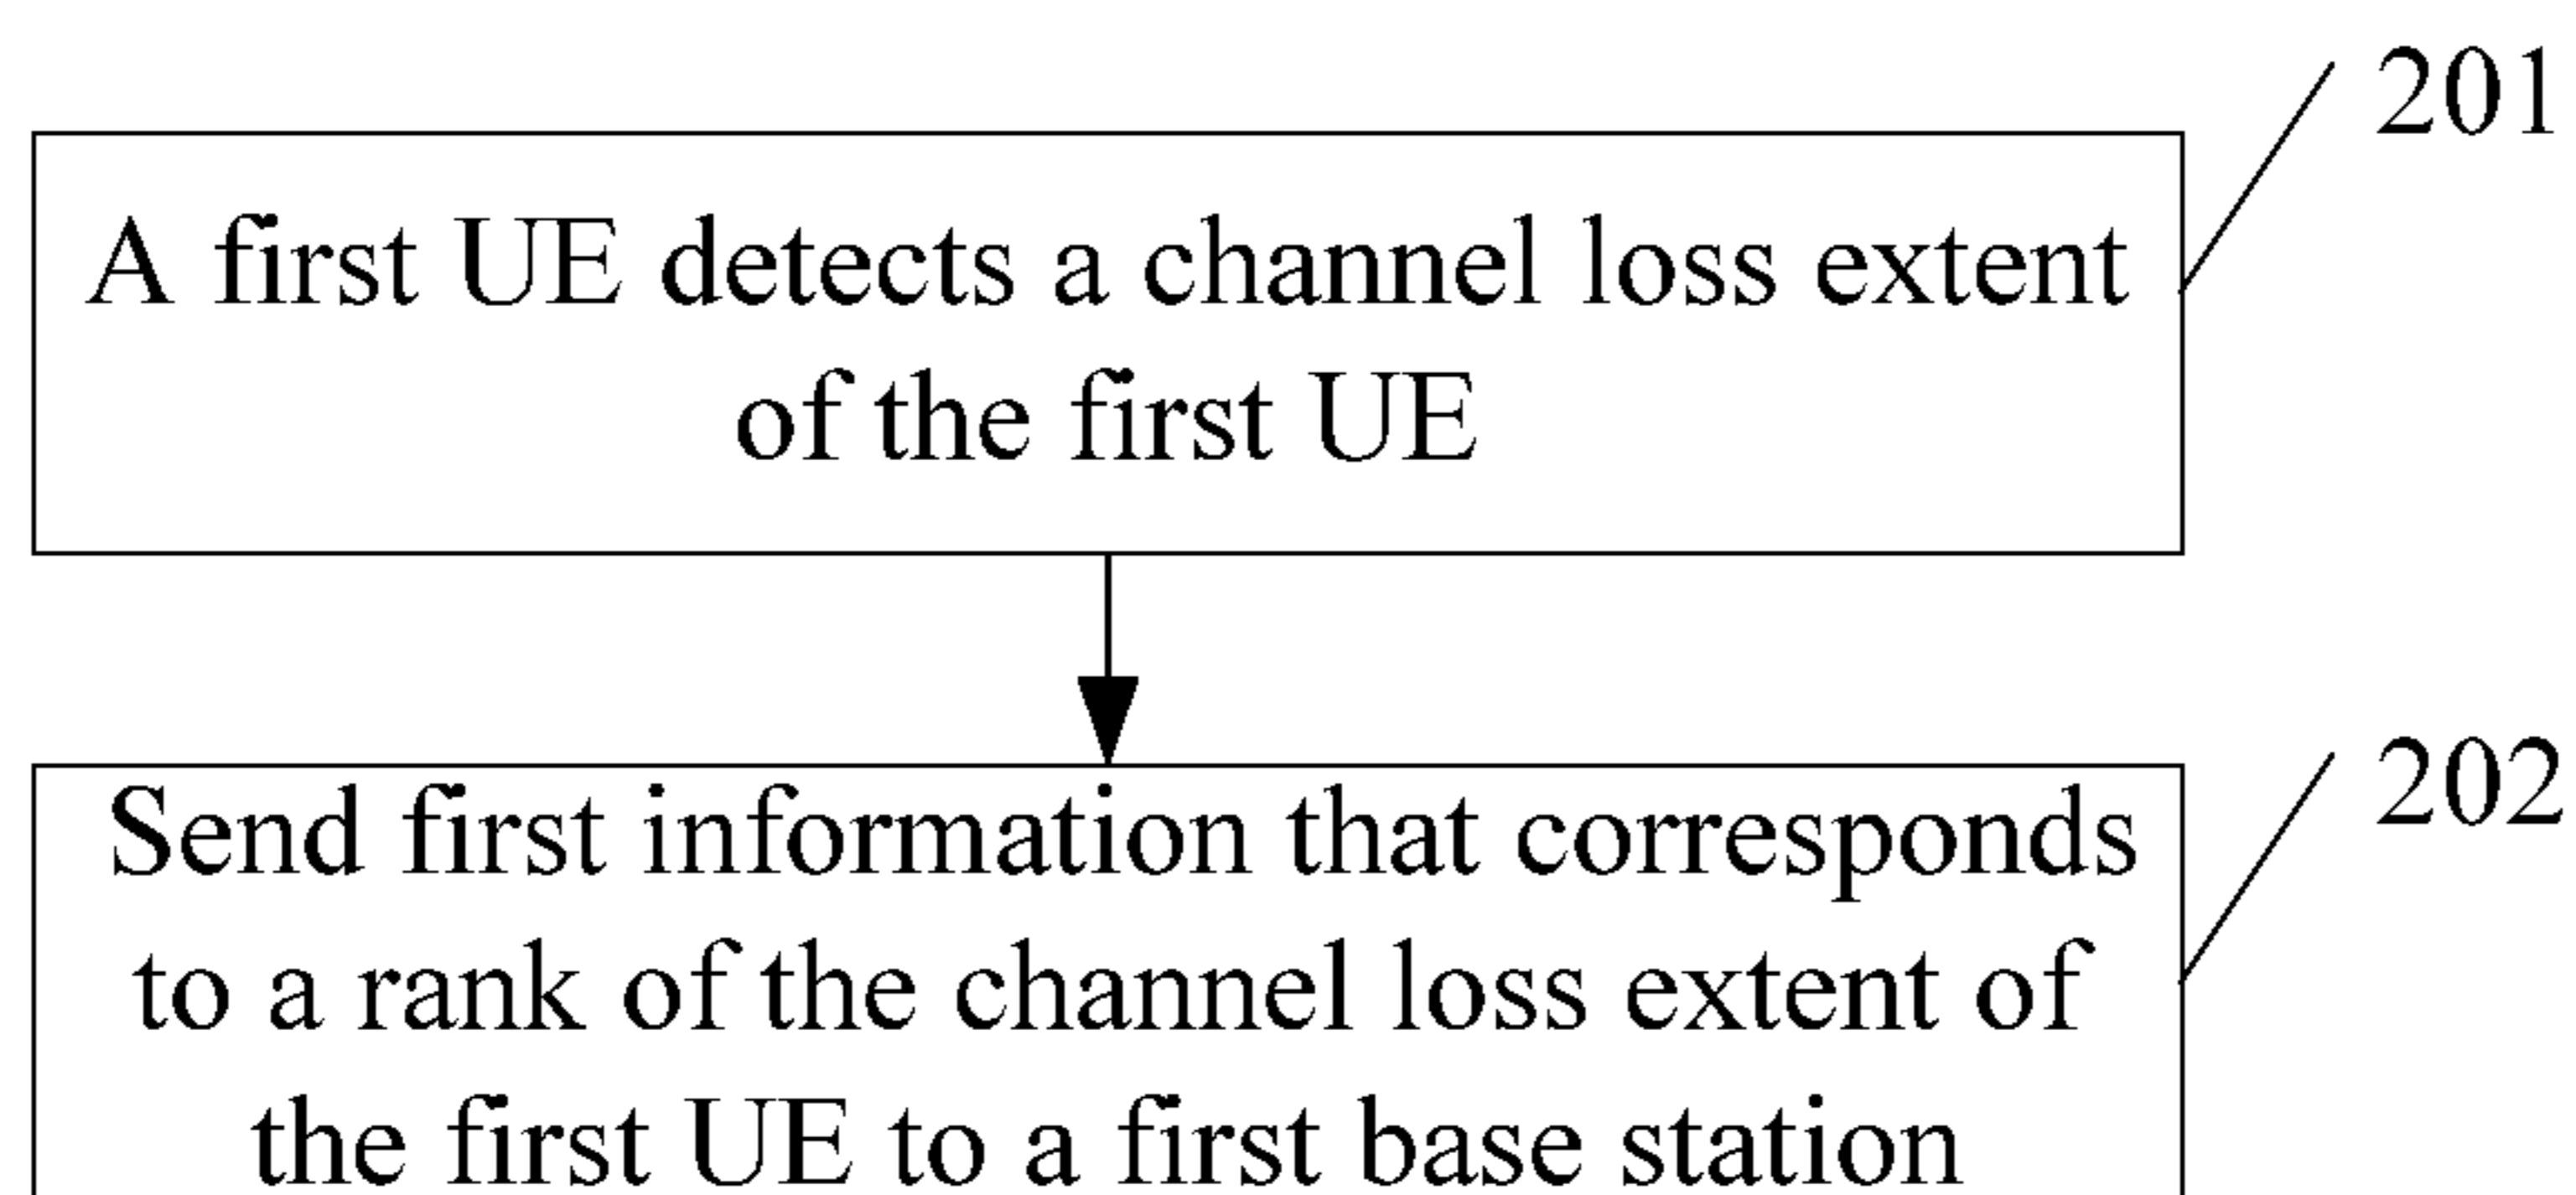 201
A first UE detects a channel loss extent
of the first UE
202
Send first information that corresponds
to a rank of the channel loss extent of
the first UE to a first base station